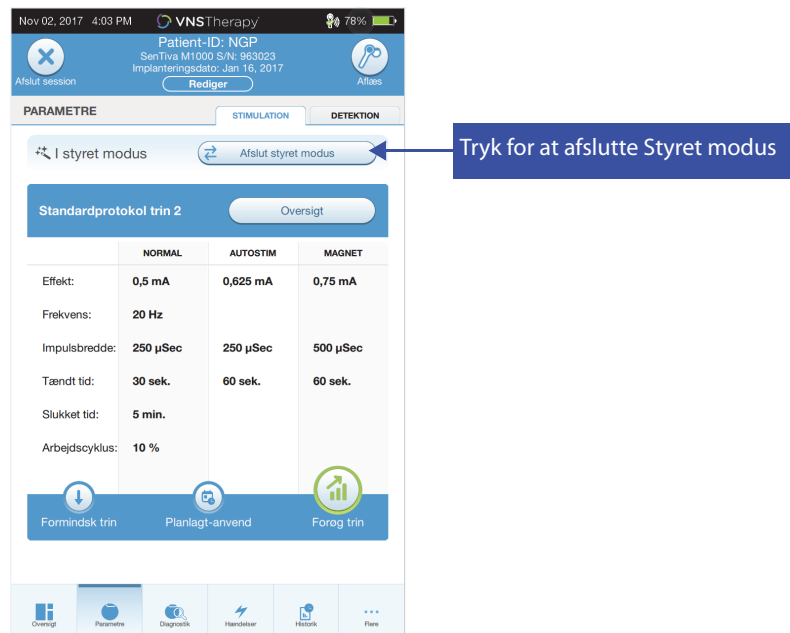 Nov 02, 2017 4:03 PM VNSTherapy 78%
Patient-ID: NGP
SenTiva M1000 S/N: 963023
Implanteringsdato: Jan 16, 2017
Afslut session Rediger Aflæs
PARAMETRE STIMULATION DETEKTION
I styret modus Afslut styret modus Tryk for at afslutte Styret modus
Standardprotokol trin 2 Oversigt
NORMAL AUTOSTIM MAGNET
Effekt: 0,5 mA 0,625 mA 0,75 mA
Frekvens: 20 Hz
Impulsbredde: 250 µSec 250 µSec 500 µSec
Tændt tid: 30 sek. 60 sek. 60 sek.
Slukket tid: 5 min.
Arbejdscyklus: 10 %
Formindsk trin Planlagt-anvend Forøg trin
Oversigt Parametre Diagnostik Hændelser Historik Flere